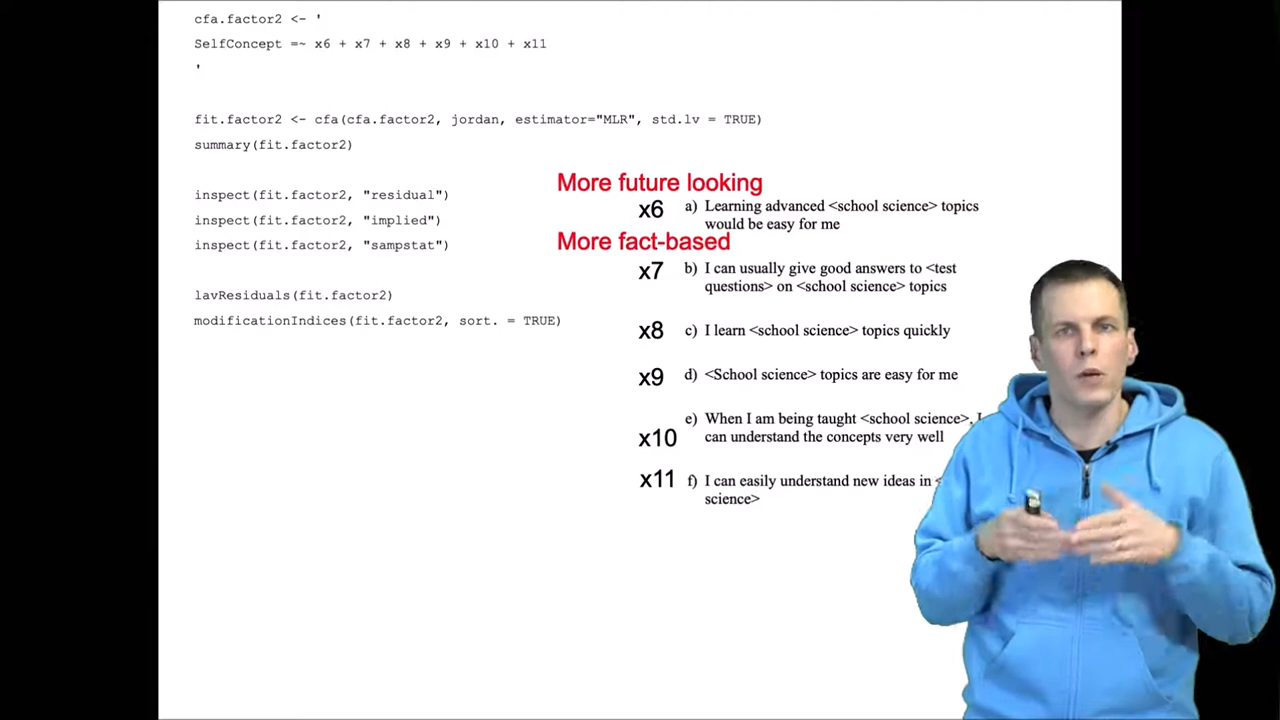 cfa.factor2 <- '
SelfConcept =~ x6 + x7 + x8 + x9 + x10 + x11
'
fit.factor2 <- cfa(cfa.factor2, jordan, estimator="MLR", std.lv = TRUE)
summary(fit.factor2)
inspect(fit.factor2, "residual")
inspect(fit.factor2, "implied")
inspect(fit.factor2, "sampstat")
lavResiduals(fit.factor2)
modificationIndices(fit.factor2, sort. = TRUE)
More future looking
x6 a) Learning advanced <school science> topics
would be easy for me
More fact-based
x7 b) I can usually give good answers to <test
questions> on <school science> topics
x8 c) I learn <school science> topics quickly
x9 d) <School science> topics are easy for me
x10 e) When I am being taught <school science>, I
can understand the concepts very well
x11 f) I can easily understand new ideas in <
science>